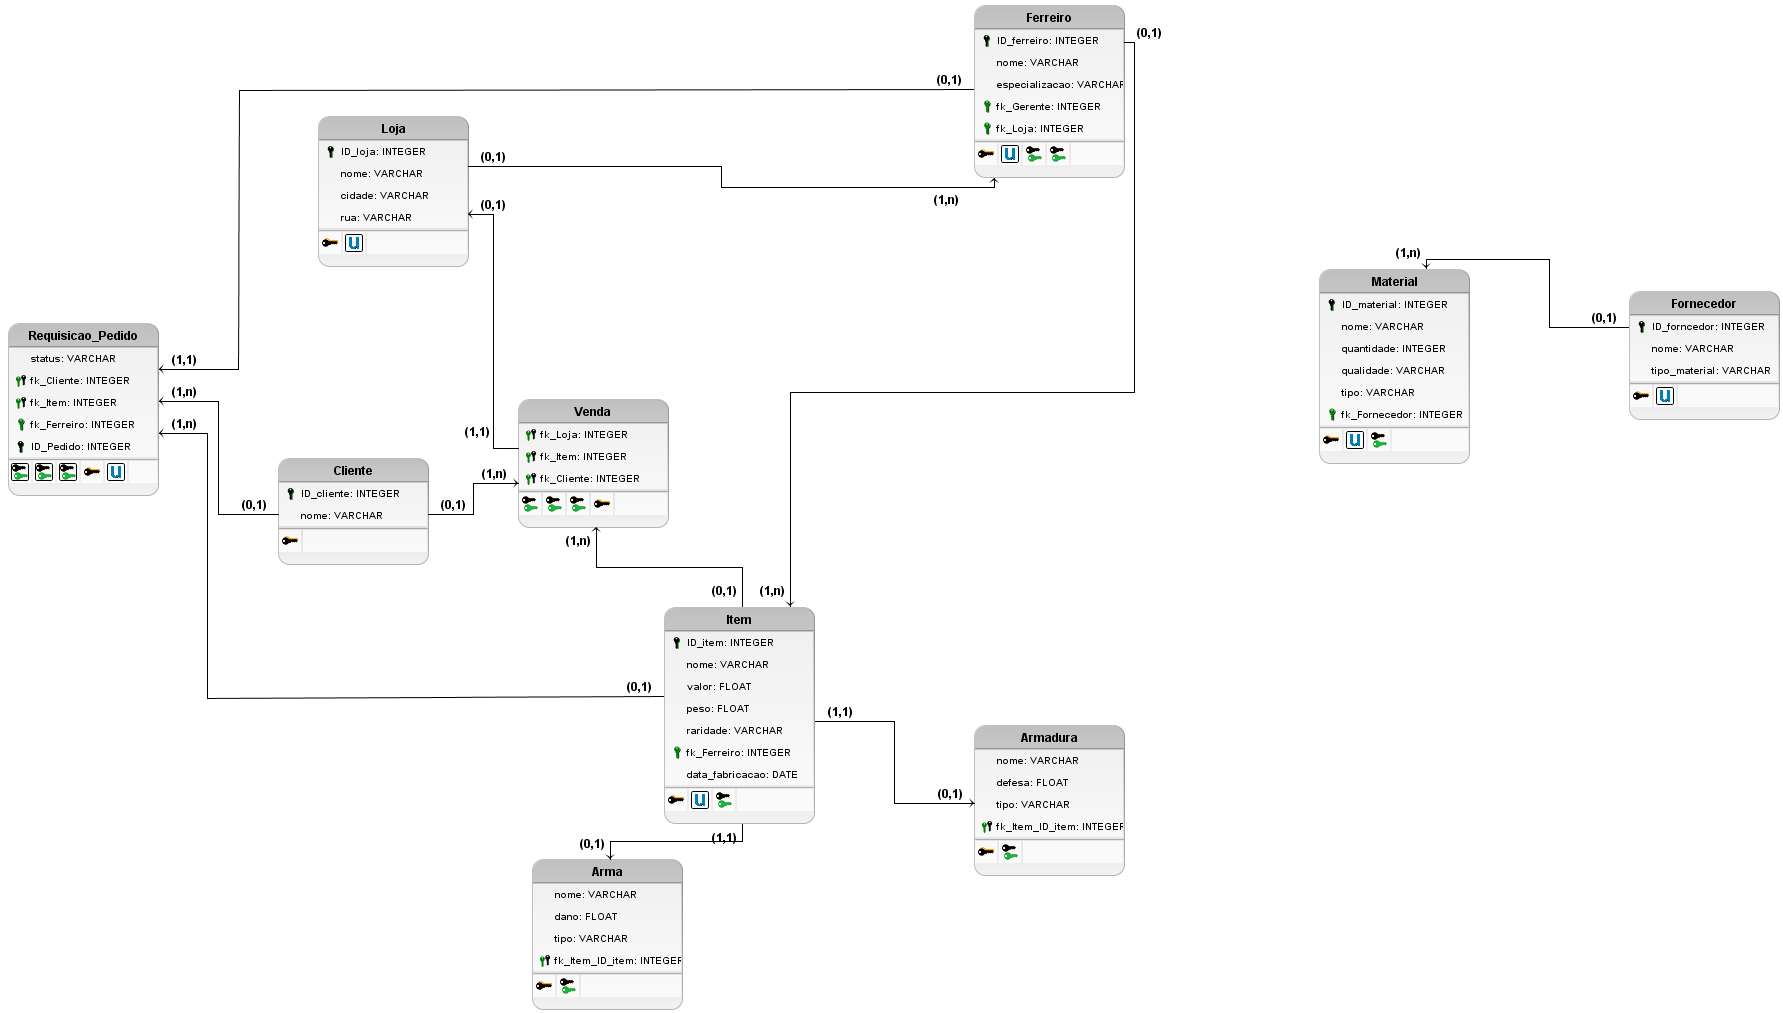 Ferreiro
ID_ferreiro: INTEGER
nome: VARCHAR
especializacao: VARCHAR
fk_Gerente: INTEGER
fk_Loja: INTEGER
(0,1)
(0,1)
(1,n)
Loja
ID_loja: INTEGER
nome: VARCHAR
cidade: VARCHAR
rua: VARCHAR
(0,1)
(0,1)
Material
ID_material: INTEGER
nome: VARCHAR
quantidade: INTEGER
qualidade: VARCHAR
tipo: VARCHAR
fk_Fornecedor: INTEGER
(1,n)
Fornecedor
ID_forncedor: INTEGER
nome: VARCHAR
tipo_material: VARCHAR
(0,1)
Requisicao_Pedido
status: VARCHAR
fk_Cliente: INTEGER
fk_Item: INTEGER
fk_Ferreiro: INTEGER
ID_Pedido: INTEGER
(1,1)
(1,n)
(1,n)
Venda
fk_Loja: INTEGER
fk_Item: INTEGER
fk_Cliente: INTEGER
(1,1)
(1,n)
(1,n)
Cliente
ID_cliente: INTEGER
nome: VARCHAR
(0,1)
(0,1)
Item
ID_item: INTEGER
nome: VARCHAR
valor: FLOAT
peso: FLOAT
raridade: VARCHAR
fk_Ferreiro: INTEGER
data_fabricacao: DATE
(0,1)
(1,n)
(0,1)
(1,1)
(1,1)
Armadura
nome: VARCHAR
defesa: FLOAT
tipo: VARCHAR
fk_Item_ID_item: INTEGER
(0,1)
Arma
nome: VARCHAR
dano: FLOAT
tipo: VARCHAR
fk_Item_ID_item: INTEGER
(0,1)